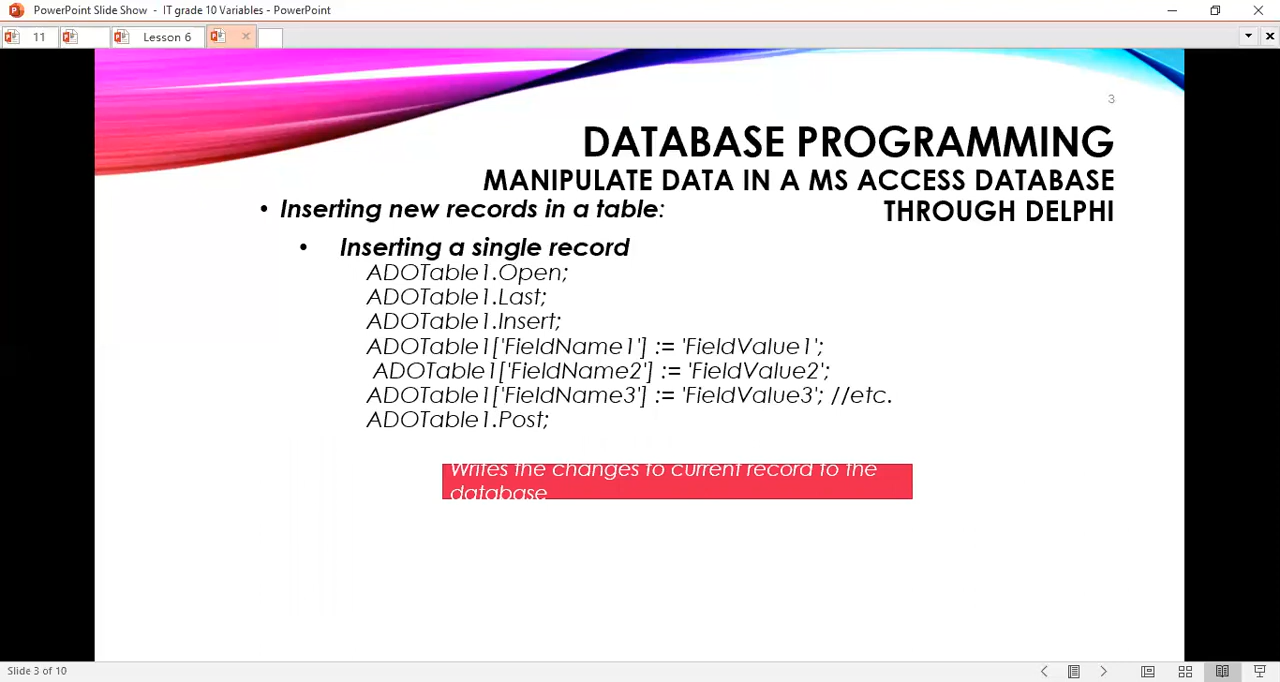 PowerPoint Slide Show - IT grade 10 Variables - PowerPoint
11
Lesson 6
3
DATABASE PROGRAMMING
MANIPULATE DATA IN A MS ACCESS DATABASE
THROUGH DELPHI
• Inserting new records in a table:
• Inserting a single record
ADOTable1.Open;
ADOTable1.Last;
ADOTable1.Insert;
ADOTable1['FieldName1'] := 'FieldValue1';
ADOTable1['FieldName2'] := 'FieldValue2';
ADOTable1['FieldName3'] := 'FieldValue3'; //etc.
ADOTable1.Post;
Writes the changes to current record to the
database
Slide 3 of 10